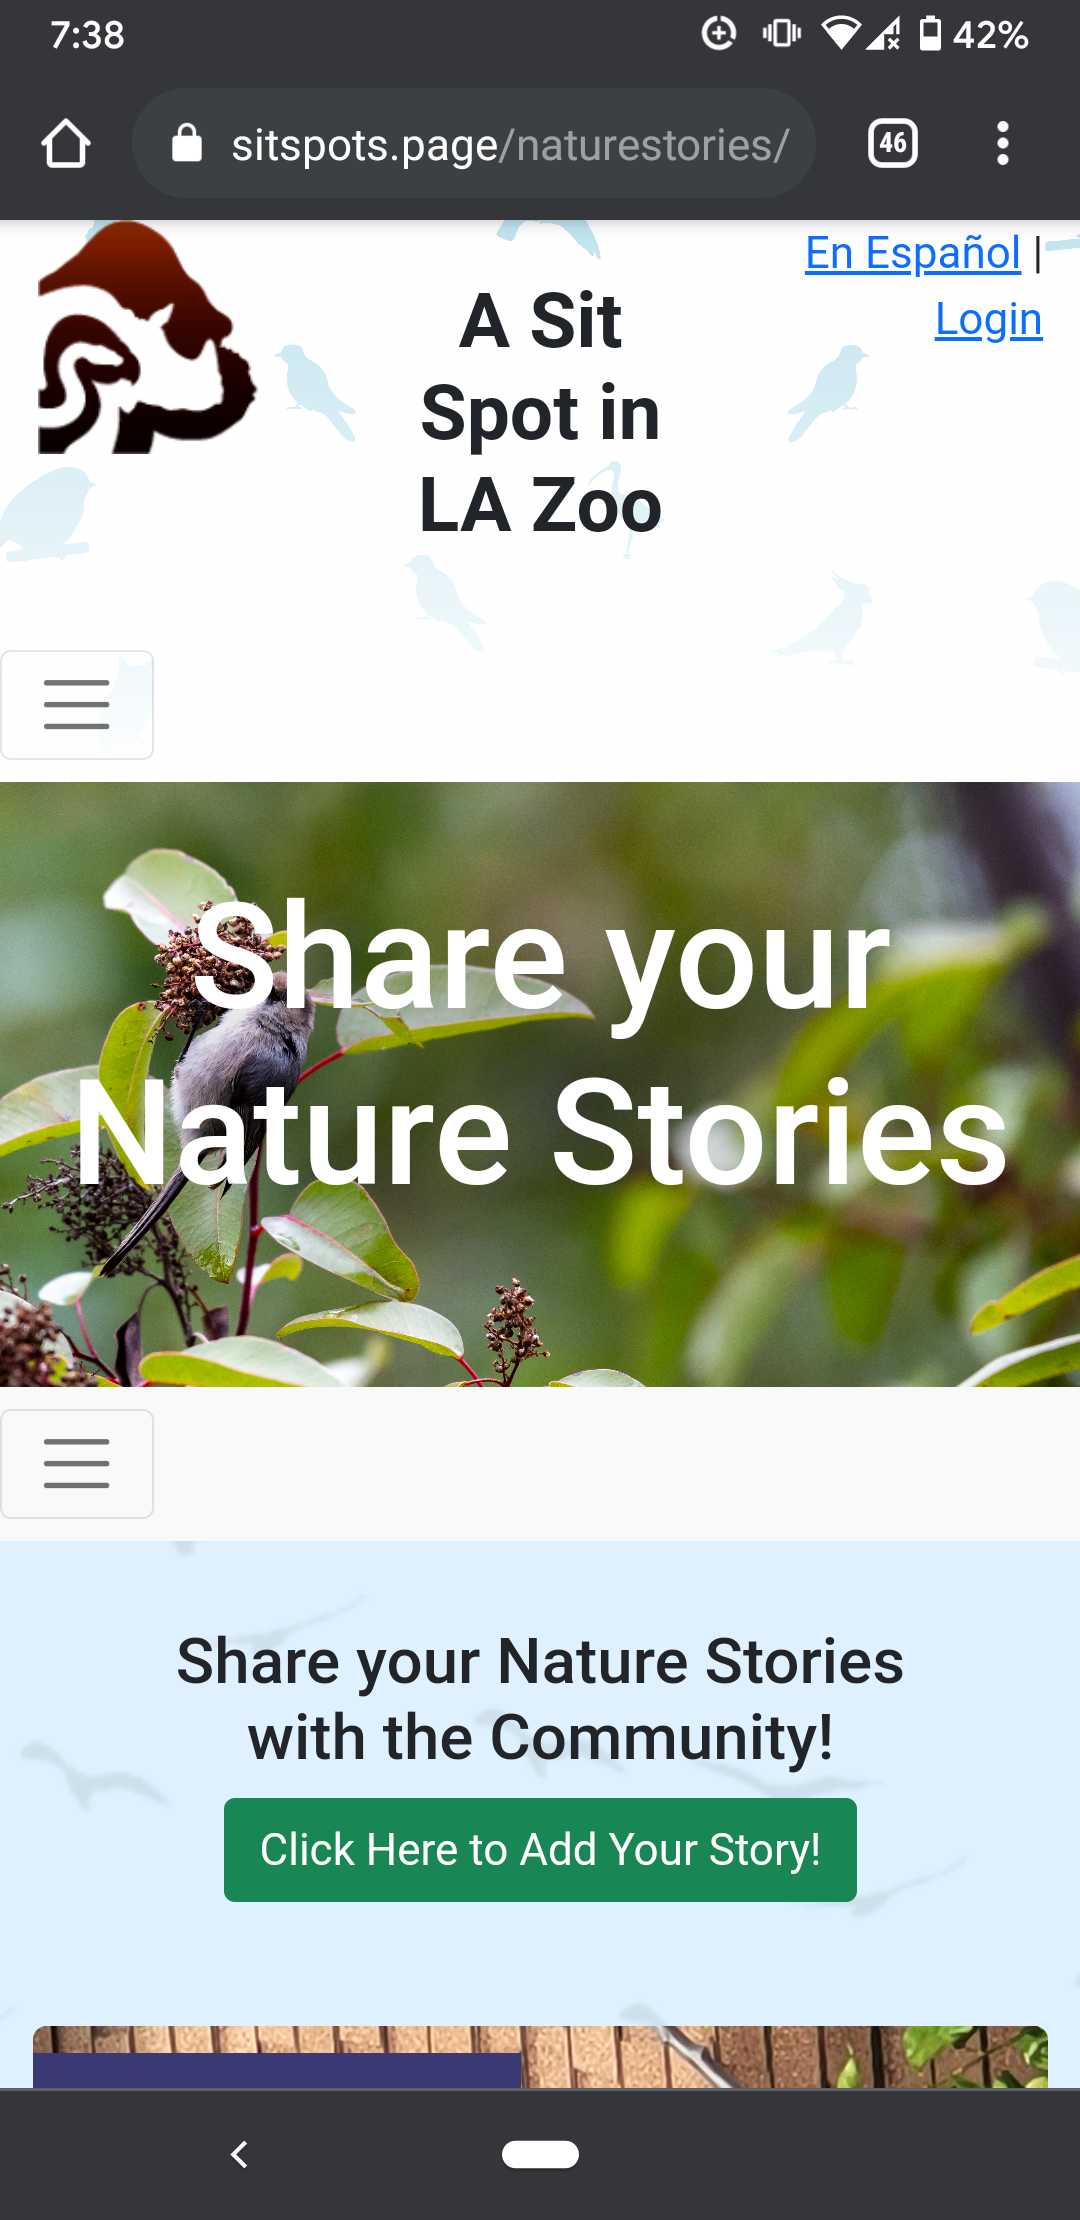 7:38
42%
sitspots.page/naturestories/
46
En Español |
Login
A Sit
Spot in
LA Zoo
Share your
Nature Stories
Share your Nature Stories
with the Community!
Click Here to Add Your Story!